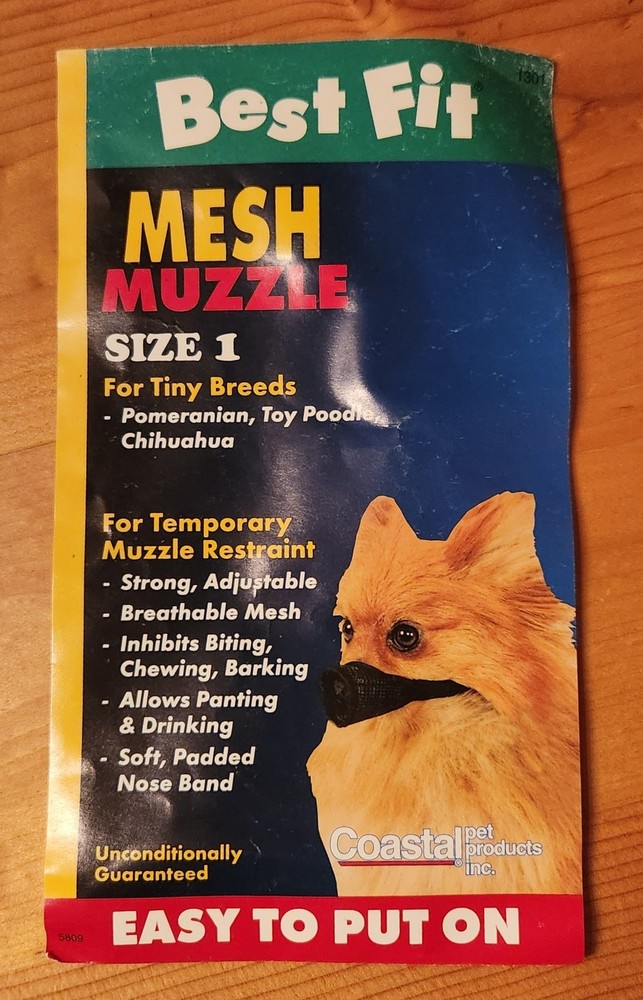 1301
Best Fit®
MESH
MUZZLE
SIZE 1
For Tiny Breeds
- Pomeranian, Toy Poodle,
Chihuahua
For Temporary
Muzzle Restraint
- Strong, Adjustable
- Breathable Mesh
- Inhibits Biting,
Chewing, Barking
- Allows Panting
& Drinking
- Soft, Padded
Nose Band
Unconditionally
Guaranteed
Coastal® pet
products
inc.
5809
EASY TO PUT ON